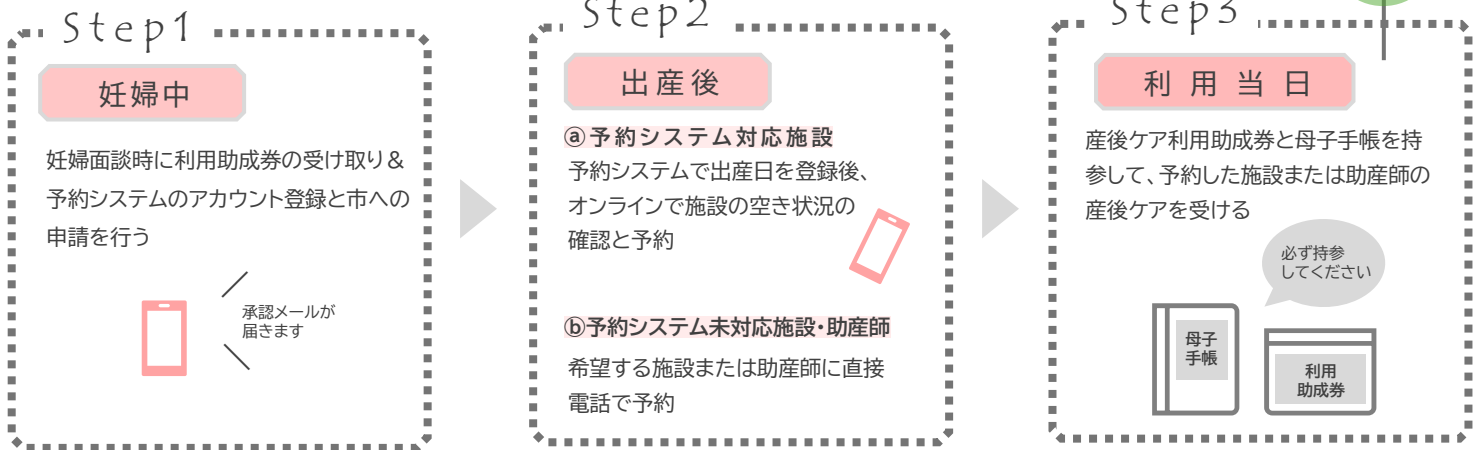 Step1
妊婦中
妊婦面談時に利用助成券の受け取り&
予約システムのアカウント登録と市への
申請を行う
承認メールが
届きます
Step2
出産後
ⓐ予約システム対応施設
予約システムで出産日を登録後、
オンラインで施設の空き状況の
確認と予約
ⓑ予約システム未対応施設・助産師
希望する施設または助産師に直接
電話で予約
Step3
利用当日
産後ケア利用助成券と母子手帳を持
参して、予約した施設または助産師の
産後ケアを受ける
必ず持参
してください
母子
手帳
利用
助成券